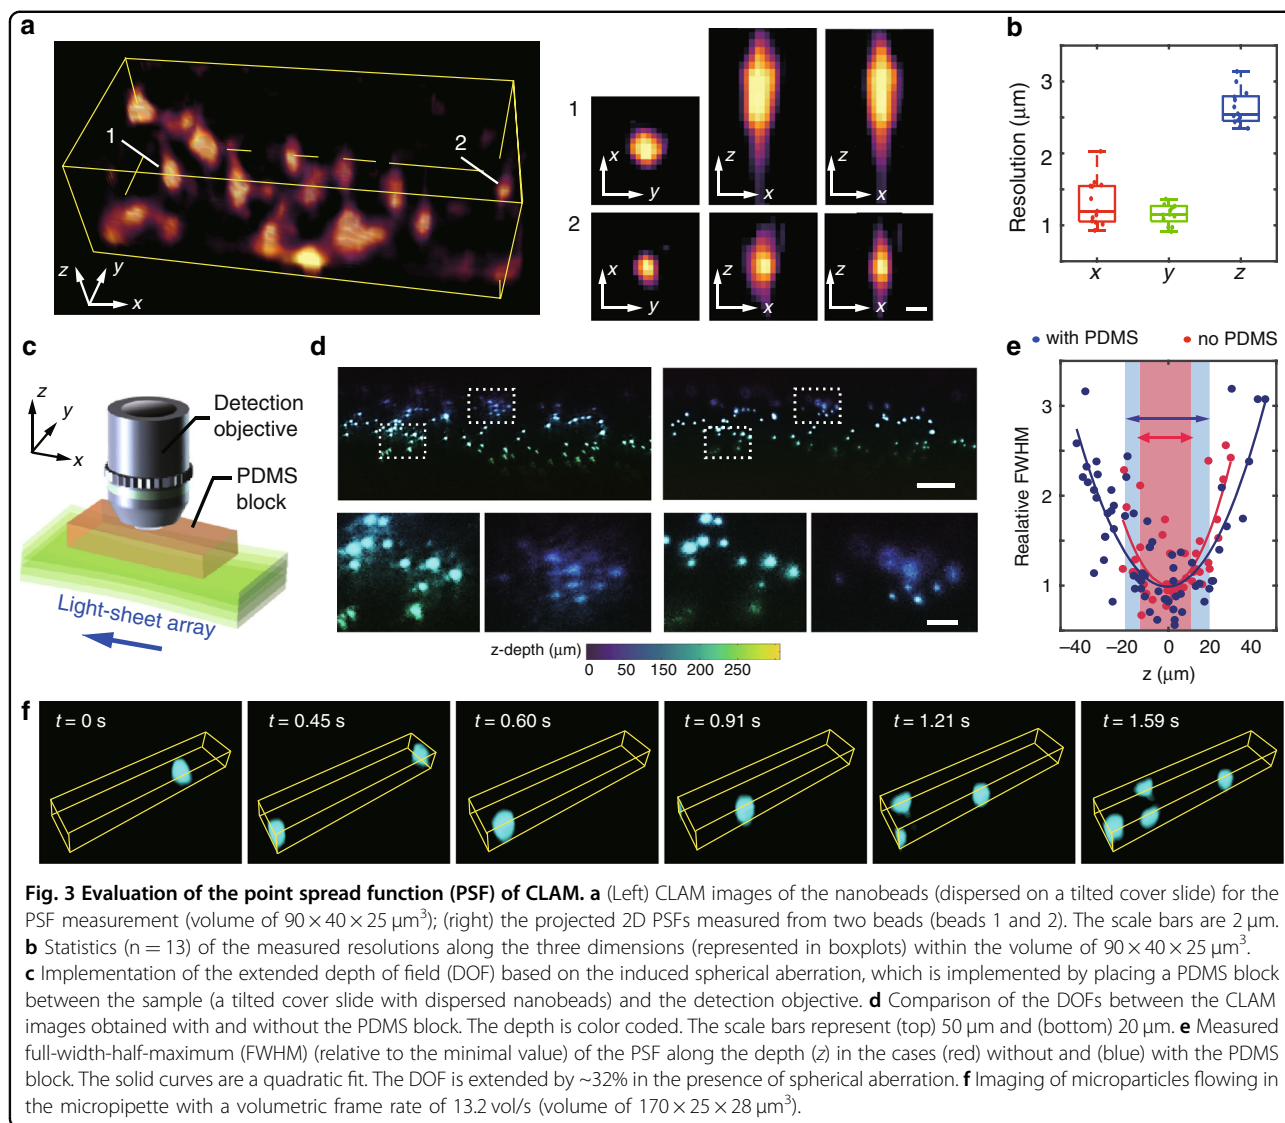 a
1
2
z
y
x
1
x
y
z
x
z
x
2
x
y
z
x
z
x
b
Resolution (μm)
3
2
1
x
y
z
c
z
y
x
Detection
objective
PDMS
block
Light-sheet array
d
z-depth (μm)
0 50 150 200 250
e
with PDMS no PDMS
Realative FWHM
3
2
1
−40 −20 0 20 40
z (μm)
f
t = 0 s
t = 0.45 s
t = 0.60 s
t = 0.91 s
t = 1.21 s
t = 1.59 s
Fig. 3 Evaluation of the point spread function (PSF) of CLAM. a (Left) CLAM images of the nanobeads (dispersed on a tilted cover slide) for the
PSF measurement (volume of 90 × 40 × 25 μm³); (right) the projected 2D PSFs measured from two beads (beads 1 and 2). The scale bars are 2 μm.
b Statistics (n = 13) of the measured resolutions along the three dimensions (represented in boxplots) within the volume of 90 × 40 × 25 μm³.
c Implementation of the extended depth of field (DOF) based on the induced spherical aberration, which is implemented by placing a PDMS block
between the sample (a tilted cover slide with dispersed nanobeads) and the detection objective. d Comparison of the DOFs between the CLAM
images obtained with and without the PDMS block. The depth is color coded. The scale bars represent (top) 50 μm and (bottom) 20 μm. e Measured
full-width-half-maximum (FWHM) (relative to the minimal value) of the PSF along the depth (z) in the cases (red) without and (blue) with the PDMS
block. The solid curves are a quadratic fit. The DOF is extended by ~32% in the presence of spherical aberration. f Imaging of microparticles flowing in
the micropipette with a volumetric frame rate of 13.2 vol/s (volume of 170 × 25 × 28 μm³).